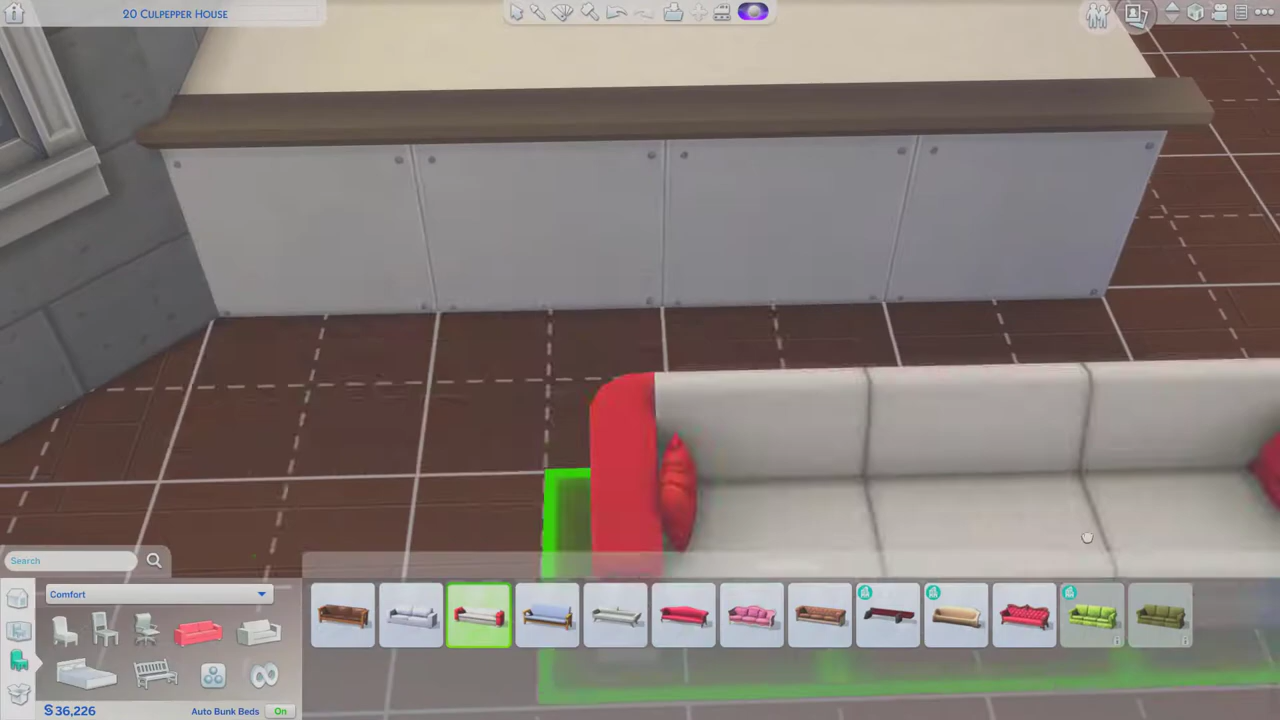 20 CULPEPPER HOUSE
Search
Comfort
§36,226
Auto Bunk Beds On